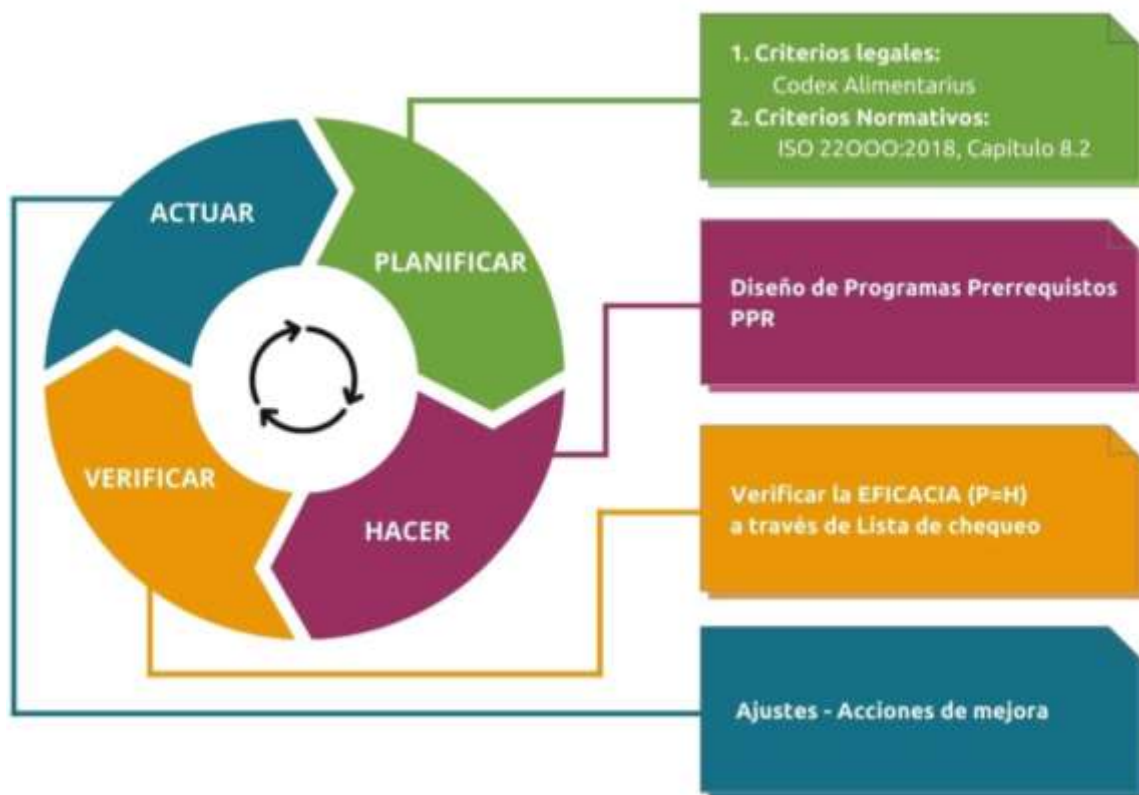 ACTUAR
PLANIFICAR
VERIFICAR
HACER
1. Criterios legales:
Codex Alimentarius
2. Criterios Normativos:
ISO 22OOO:2018, Capítulo 8.2
Diseño de Programas Prerrequistos
PPR
Verificar la EFICACIA (P=H)
a través de Lista de chequeo
Ajustes - Acciones de mejora